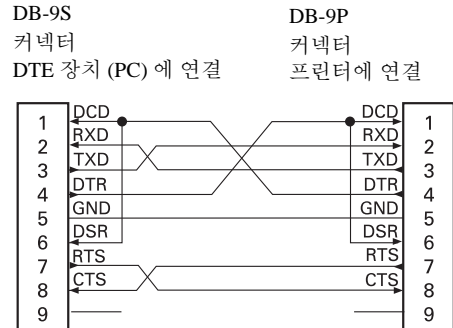 DB-9S
커넥터
DTE 장치 (PC) 에 연결
DB-9P
커넥터
프린터에 연결
1 DCD DCD 1
2 RXD RXD 2
3 TXD TXD 3
4 DTR DTR 4
5 GND GND 5
6 DSR DSR 6
7 RTS RTS 7
8 CTS CTS 8
9 9